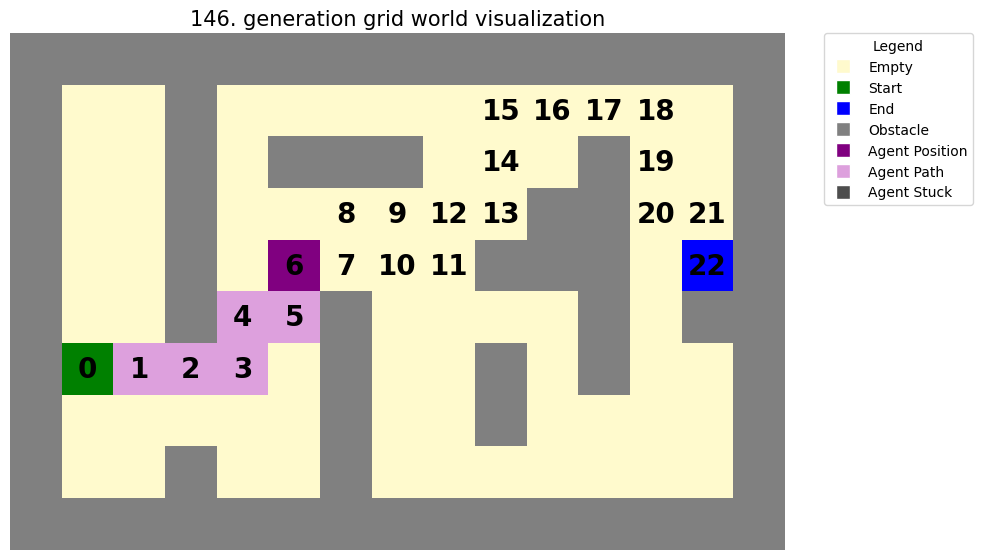 146. generation grid world visualization
15 16 17 18
14 19
8 9 12 13 20 21
6 7 10 11 22
4 5
0 1 2 3
Legend
Empty
Start
End
Obstacle
Agent Position
Agent Path
Agent Stuck